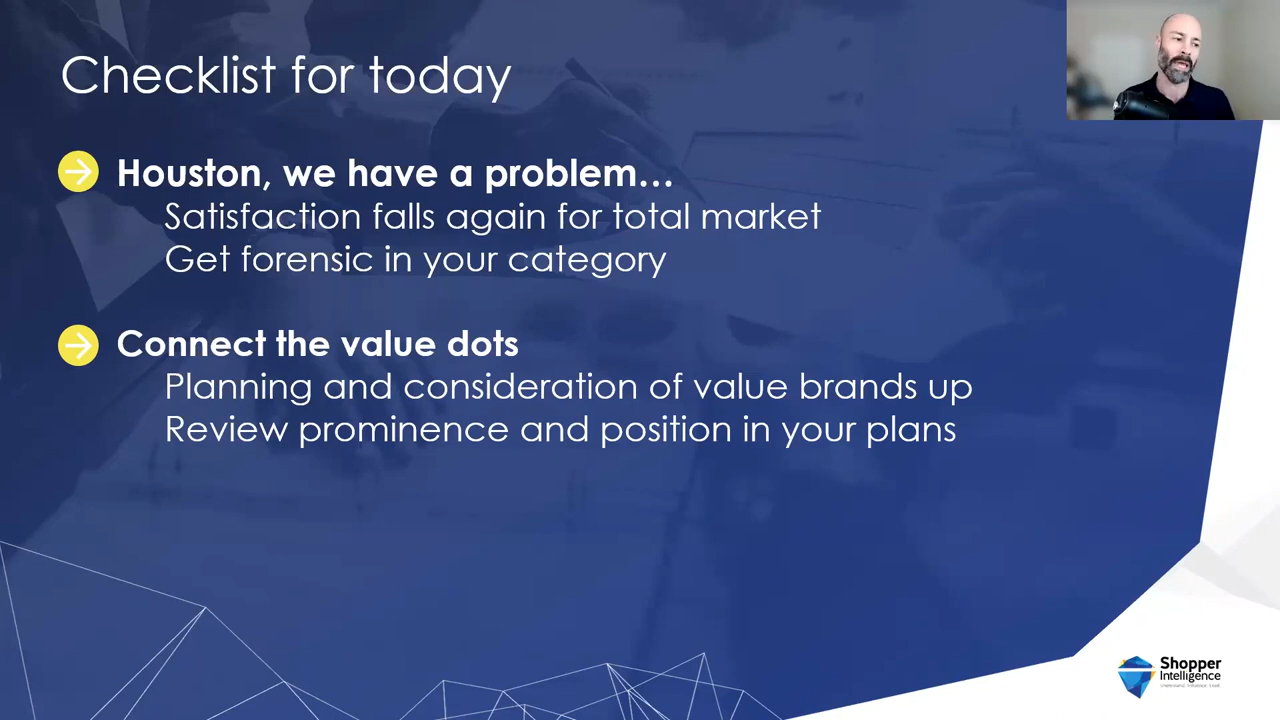 Checklist for today
Houston, we have a problem...
Satisfaction falls again for total market
Get forensic in your category
Connect the value dots
Planning and consideration of value brands up
Review prominence and position in your plans
Shopper
Intelligence